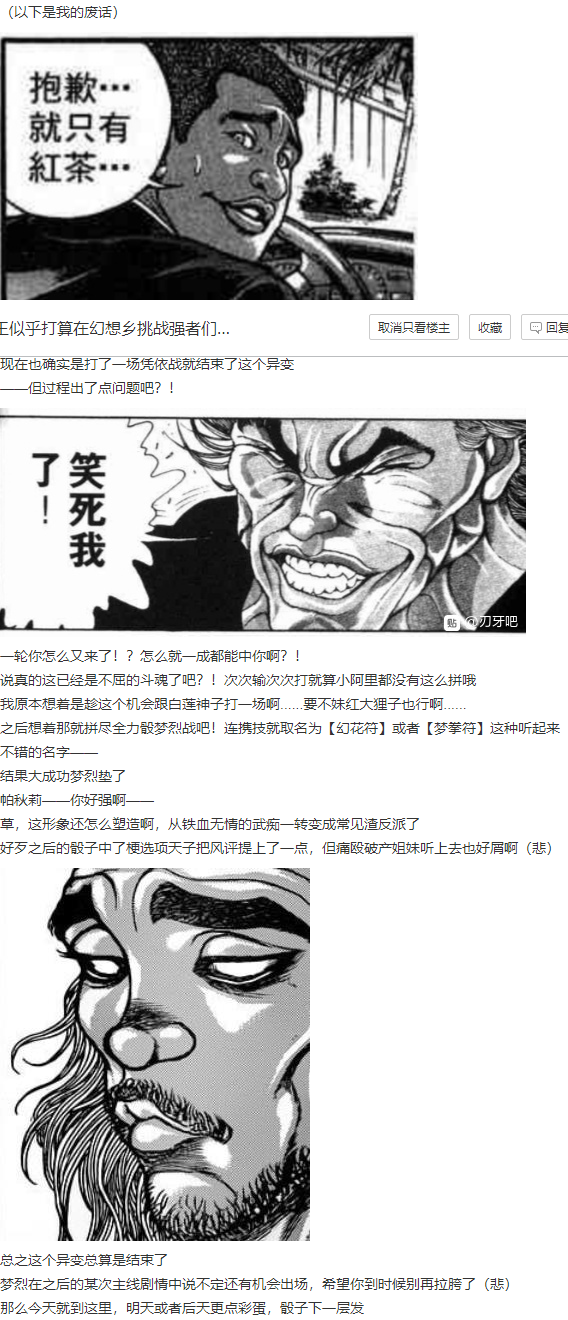 （以下是我的废话）
抱歉…
就只有
紅茶…
王似乎打算在幻想乡挑战强者们...
取消只看楼主
收藏
回复
现在也确实是打了一场凭依战就结束了这个异变
——但过程出了点问题吧？！
笑死我
了！
贴 @刃牙吧
一轮你怎么又来了！？怎么就一成都能中你啊？！
说真的这已经是不屈的斗魂了吧？！次次输次次打就算小阿里都没有这么拼哦
我原本想着是趁这个机会跟白莲神子打一场啊......要不妹红大狸子也行啊......
之后想着那就拼尽全力骰梦烈战吧！连携技就取名为【幻花符】或者【梦拳符】这种听起来
不错的名字——
结果大成功梦烈垫了
帕秋莉——你好强啊——
草，这形象还怎么塑造啊，从铁血无情的武痴一转变成常见渣反派了
好歹之后的骰子中了梗选项天子把风评提上了一点，但痛殴破产姐妹听上去也好屑啊（悲）
总之这个异变总算是结束了
梦烈在之后的某次主线剧情中说不定还有机会出场，希望你到时候别再拉胯了（悲）
那么今天就到这里，明天或者后天更点彩蛋，骰子下一层发